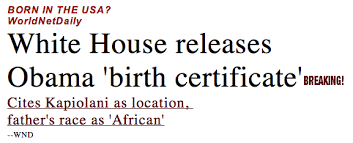 BORN IN THE USA?
WorldNetDaily
White House releases
Obama 'birth certificate' BREAKING!
Cites Kapiolani as location,
father's race as 'African'
--WND